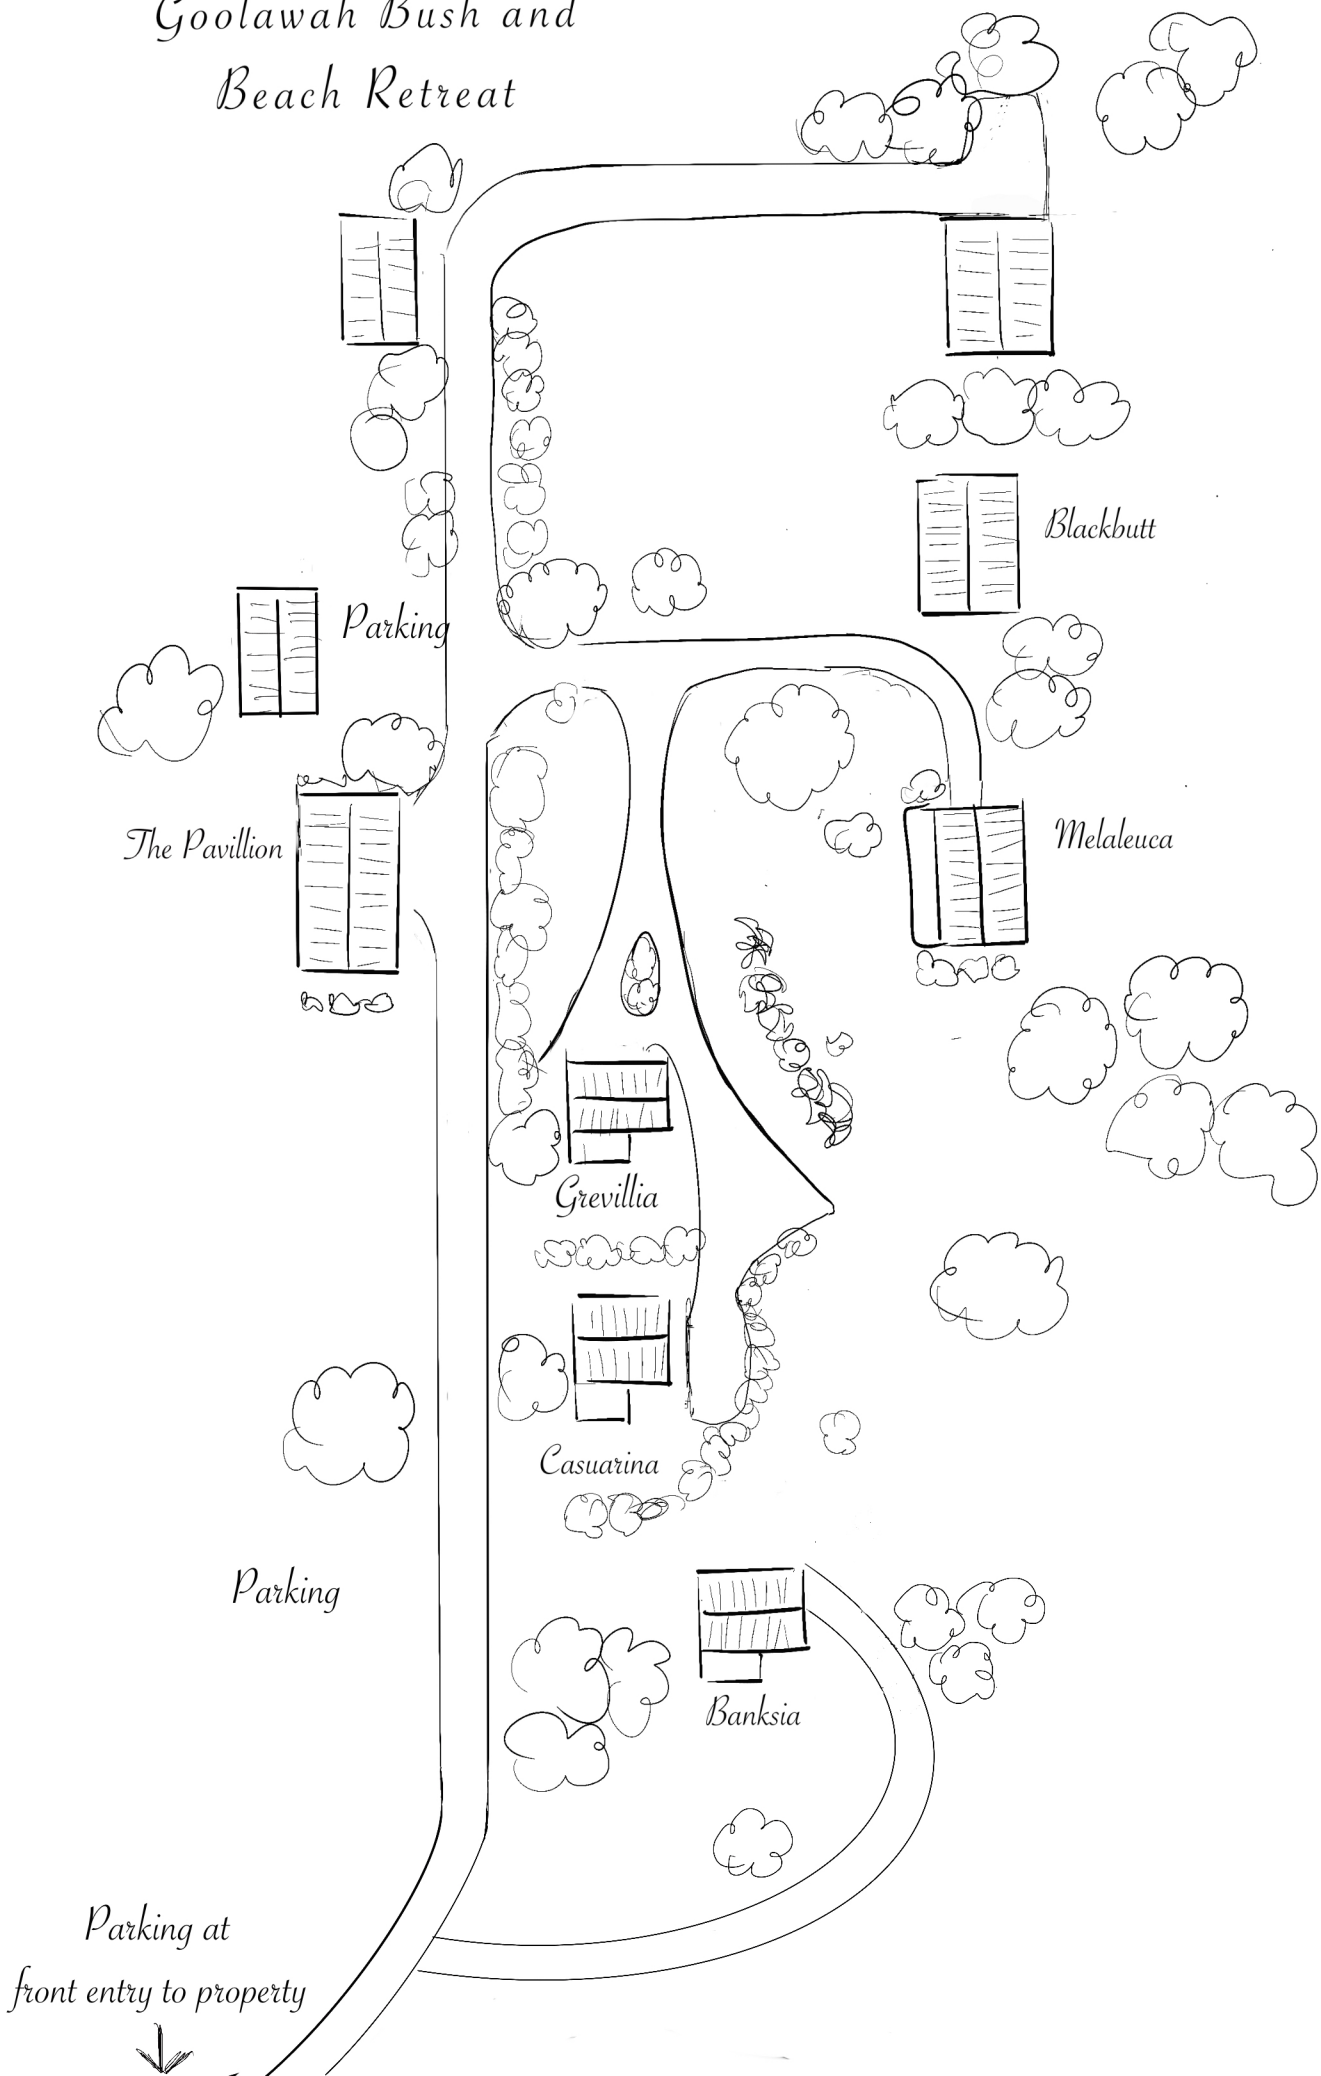 Goolawah Bush and
Beach Retreat
Blackbutt
Parking
The Pavillion
Melaleuca
Grevillia
Casuarina
Parking
Banksia
Parking at
front entry to property